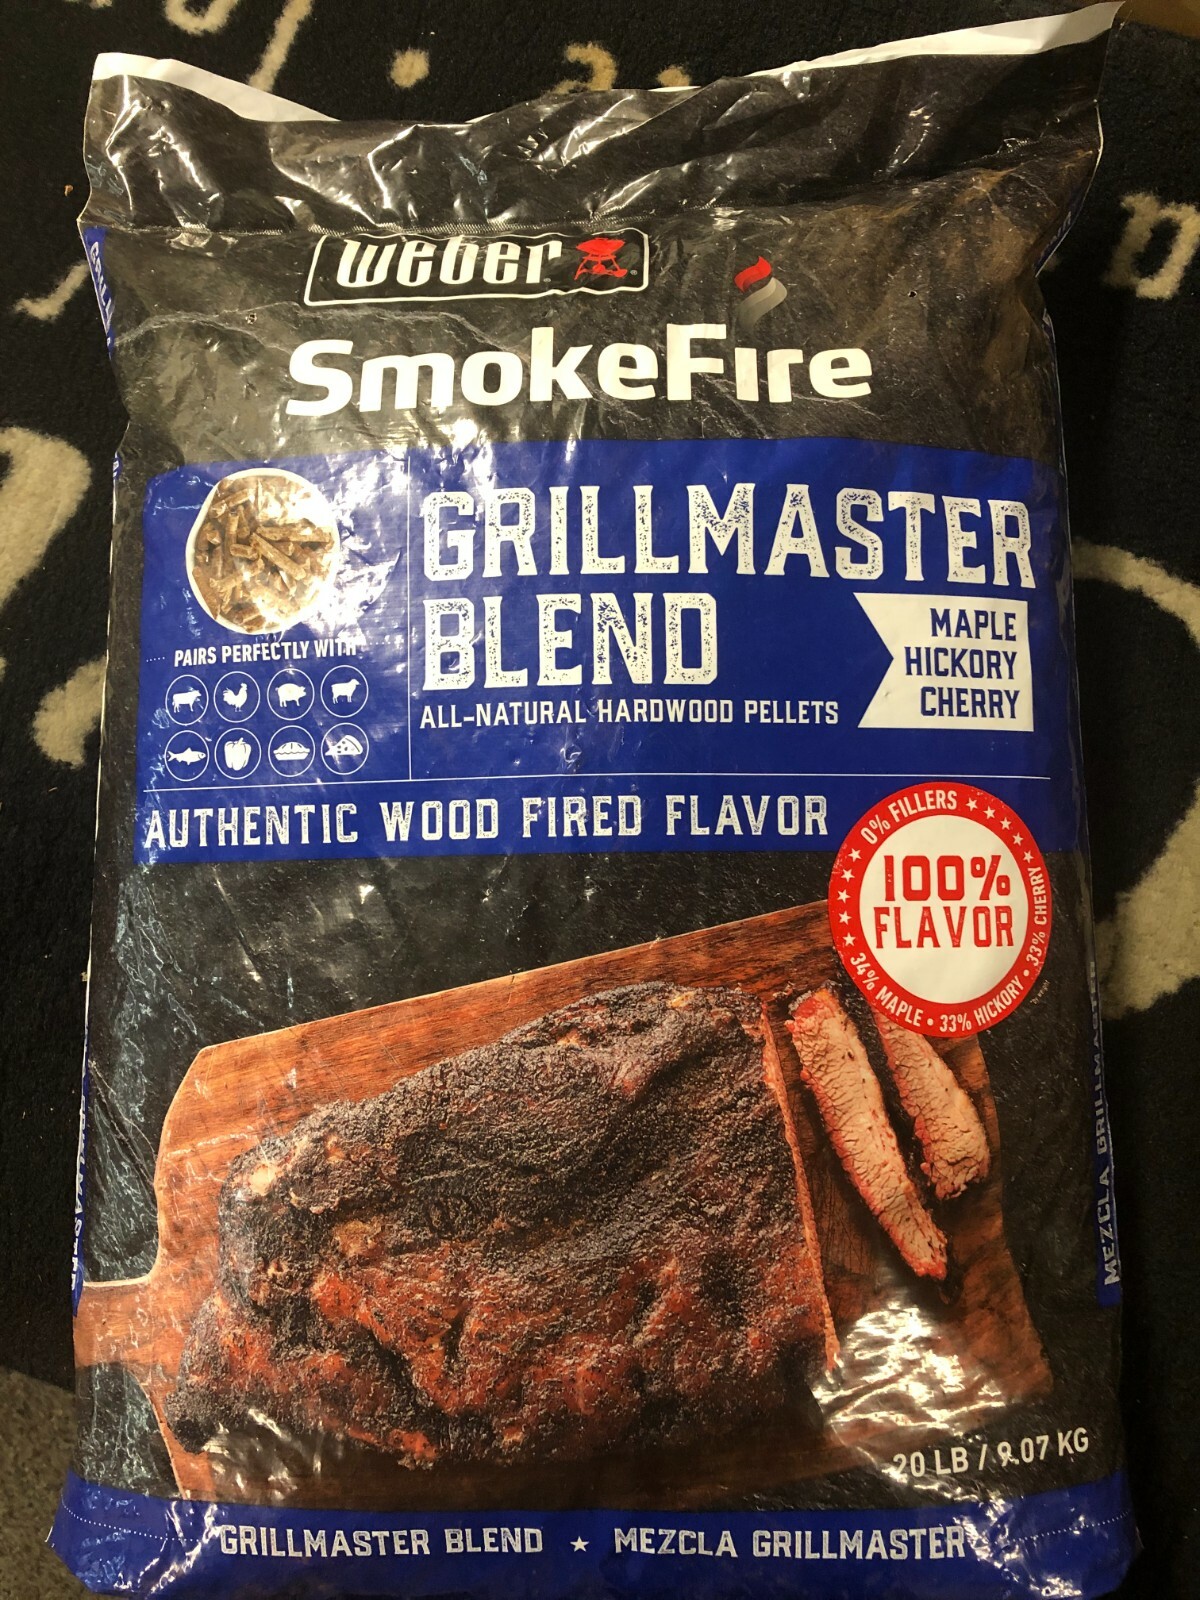 weber
SmokeFire
GRILLMASTER
BLEND
MAPLE
HICKORY
CHERRY
ALL-NATURAL HARDWOOD PELLETS
PAIRS PERFECTLY WITH
AUTHENTIC WOOD FIRED FLAVOR
0% FILLERS
100%
FLAVOR
34% MAPLE • 33% HICKORY • 33% CHERRY
20 LB / 9.07 KG
GRILLMASTER BLEND ★ MEZCLA GRILLMASTER
MEZCLA GRILLMASTER